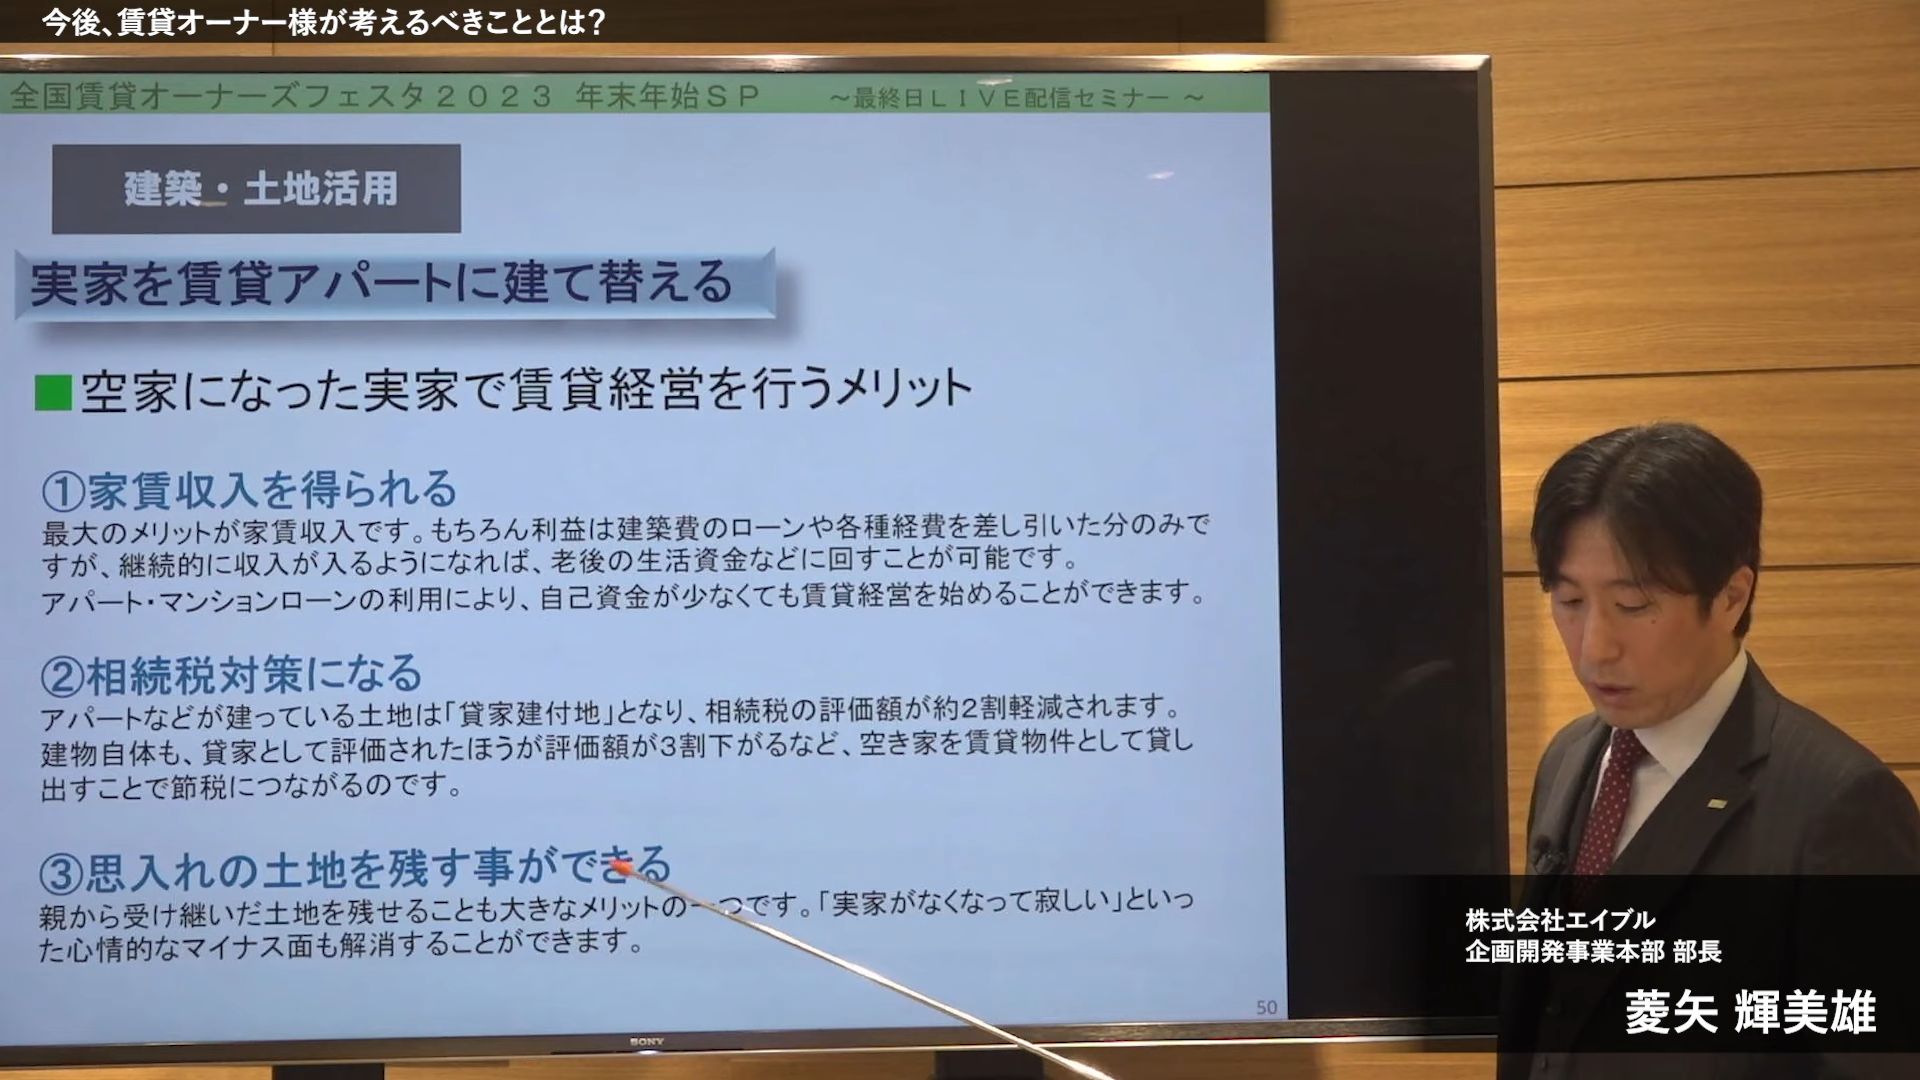 今後、賃貸オーナー様が考えるべきこととは？
全国賃貸オーナーズフェスタ２０２３ 年末年始ＳＰ ～最終日ＬＩＶＥ配信セミナー ～
建築・土地活用
実家を賃貸アパートに建て替える
■空家になった実家で賃貸経営を行うメリット
①家賃収入を得られる
最大のメリットが家賃収入です。もちろん利益は建築費のローンや各種経費を差し引いた分のみで
すが、継続的に収入が入るようになれば、老後の生活資金などに回すことが可能です。
アパート・マンションローンの利用により、自己資金が少なくても賃貸経営を始めることができます。
②相続税対策になる
アパートなどが建っている土地は「貸家建付地」となり、相続税の評価額が約２割軽減されます。
建物自体も、貸家として評価されたほうが評価額が３割下がるなど、空き家を賃貸物件として貸し
出すことで節税につながるのです。
③思入れの土地を残す事ができる
親から受け継いだ土地を残せることも大きなメリットの一つです。「実家がなくなって寂しい」といっ
た心情的なマイナス面も解消することができます。
50
SONY
株式会社エイブル
企画開発事業本部 部長
菱矢 輝美雄